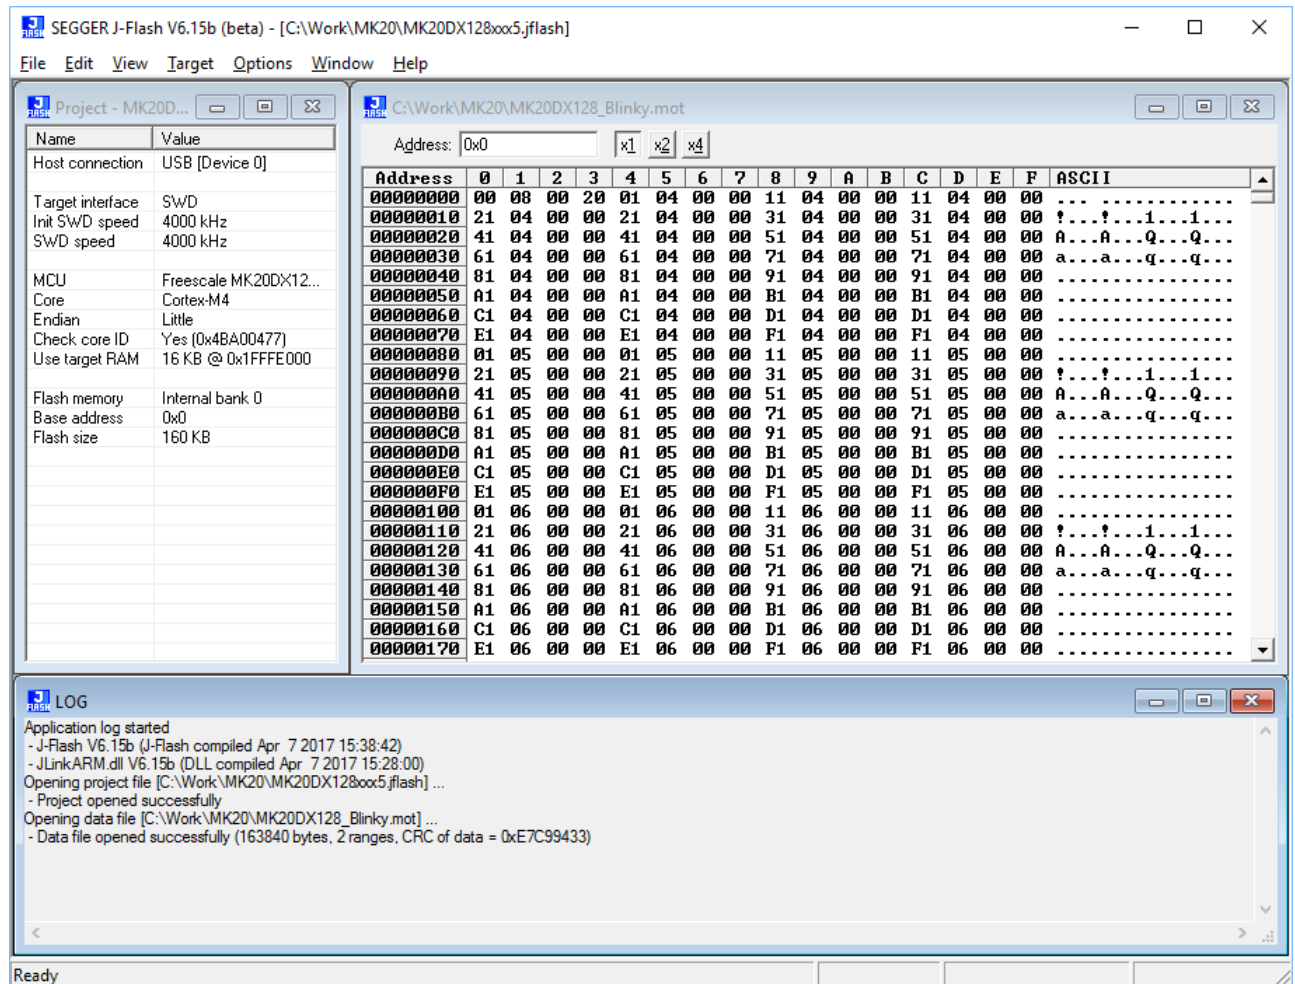 SEGGER J-Flash V6.15b (beta) - [C:\Work\MK20\MK20DX128xxx5.jflash]
File Edit View Target Options Window Help
Project - MK20D...
Name Value
Host connection USB [Device 0]
Target interface SWD
Init SWD speed 4000 kHz
SWD speed 4000 kHz
MCU Freescale MK20DX12...
Core Cortex-M4
Endian Little
Check core ID Yes (0x4BA00477)
Use target RAM 16 KB @ 0x1FFFE000
Flash memory Internal bank 0
Base address 0x0
Flash size 160 KB
C:\Work\MK20\MK20DX128_Blinky.mot
Address: 0x0 x1 x2 x4
Address 0 1 2 3 4 5 6 7 8 9 A B C D E F ASCII
00000000 00 08 00 20 01 04 00 00 11 04 00 00 11 04 00 00 ... ............
00000010 21 04 00 00 21 04 00 00 31 04 00 00 31 04 00 00 !...!...1...1...
00000020 41 04 00 00 41 04 00 00 51 04 00 00 51 04 00 00 A...A...Q...Q...
00000030 61 04 00 00 61 04 00 00 71 04 00 00 71 04 00 00 a...a...q...q...
00000040 81 04 00 00 81 04 00 00 91 04 00 00 91 04 00 00 ................
00000050 A1 04 00 00 A1 04 00 00 B1 04 00 00 B1 04 00 00 ................
00000060 C1 04 00 00 C1 04 00 00 D1 04 00 00 D1 04 00 00 ................
00000070 E1 04 00 00 E1 04 00 00 F1 04 00 00 F1 04 00 00 ................
00000080 01 05 00 00 01 05 00 00 11 05 00 00 11 05 00 00 ................
00000090 21 05 00 00 21 05 00 00 31 05 00 00 31 05 00 00 !...!...1...1...
000000A0 41 05 00 00 41 05 00 00 51 05 00 00 51 05 00 00 A...A...Q...Q...
000000B0 61 05 00 00 61 05 00 00 71 05 00 00 71 05 00 00 a...a...q...q...
000000C0 81 05 00 00 81 05 00 00 91 05 00 00 91 05 00 00 ................
000000D0 A1 05 00 00 A1 05 00 00 B1 05 00 00 B1 05 00 00 ................
000000E0 C1 05 00 00 C1 05 00 00 D1 05 00 00 D1 05 00 00 ................
000000F0 E1 05 00 00 E1 05 00 00 F1 05 00 00 F1 05 00 00 ................
00000100 01 06 00 00 01 06 00 00 11 06 00 00 11 06 00 00 ................
00000110 21 06 00 00 21 06 00 00 31 06 00 00 31 06 00 00 !...!...1...1...
00000120 41 06 00 00 41 06 00 00 51 06 00 00 51 06 00 00 A...A...Q...Q...
00000130 61 06 00 00 61 06 00 00 71 06 00 00 71 06 00 00 a...a...q...q...
00000140 81 06 00 00 81 06 00 00 91 06 00 00 91 06 00 00 ................
00000150 A1 06 00 00 A1 06 00 00 B1 06 00 00 B1 06 00 00 ................
00000160 C1 06 00 00 C1 06 00 00 D1 06 00 00 D1 06 00 00 ................
00000170 E1 06 00 00 E1 06 00 00 F1 06 00 00 F1 06 00 00 ................
LOG
Application log started
- J-Flash V6.15b (J-Flash compiled Apr 7 2017 15:38:42)
- JLinkARM.dll V6.15b (DLL compiled Apr 7 2017 15:28:00)
Opening project file [C:\Work\MK20\MK20DX128xxx5.jflash] ...
- Project opened successfully
Opening data file [C:\Work\MK20\MK20DX128_Blinky.mot] ...
- Data file opened successfully (163840 bytes, 2 ranges, CRC of data = 0xE7C99433)
Ready